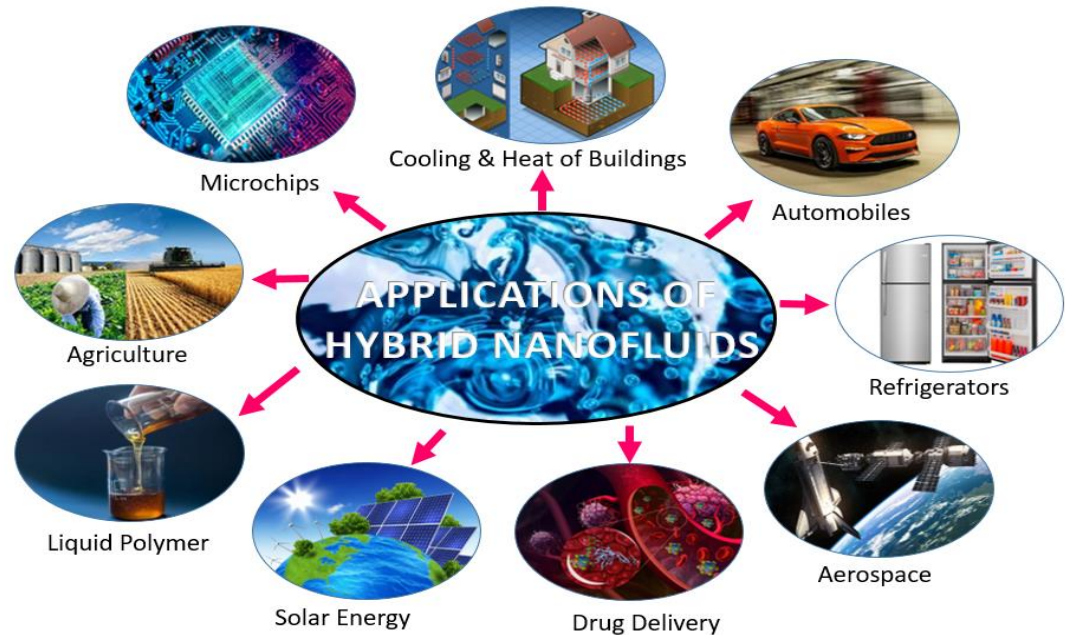 Cooling & Heat of Buildings
Microchips
Automobiles
APPLICATIONS OF
HYBRID NANOFLUIDS
Agriculture
Refrigerators
Liquid Polymer
Aerospace
Solar Energy
Drug Delivery